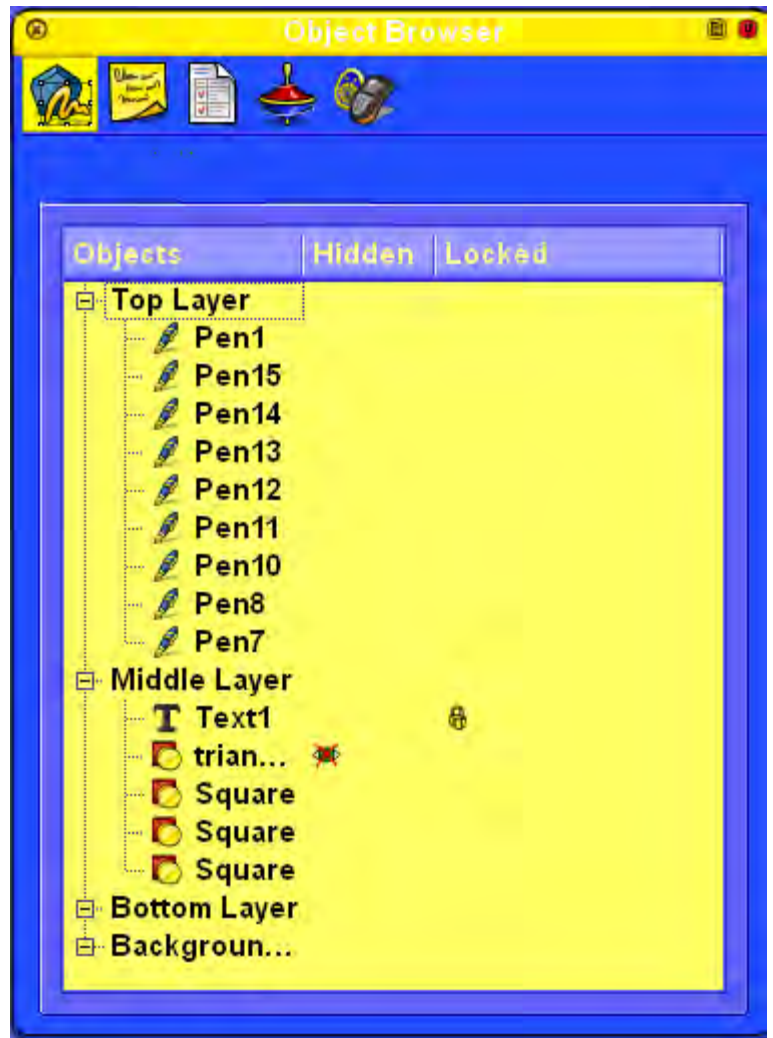 Object Browser
Objects Hidden Locked
Top Layer
Pen1
Pen15
Pen14
Pen13
Pen12
Pen11
Pen10
Pen8
Pen7
Middle Layer
Text1
trian...
Square
Square
Square
Bottom Layer
Backgroun...